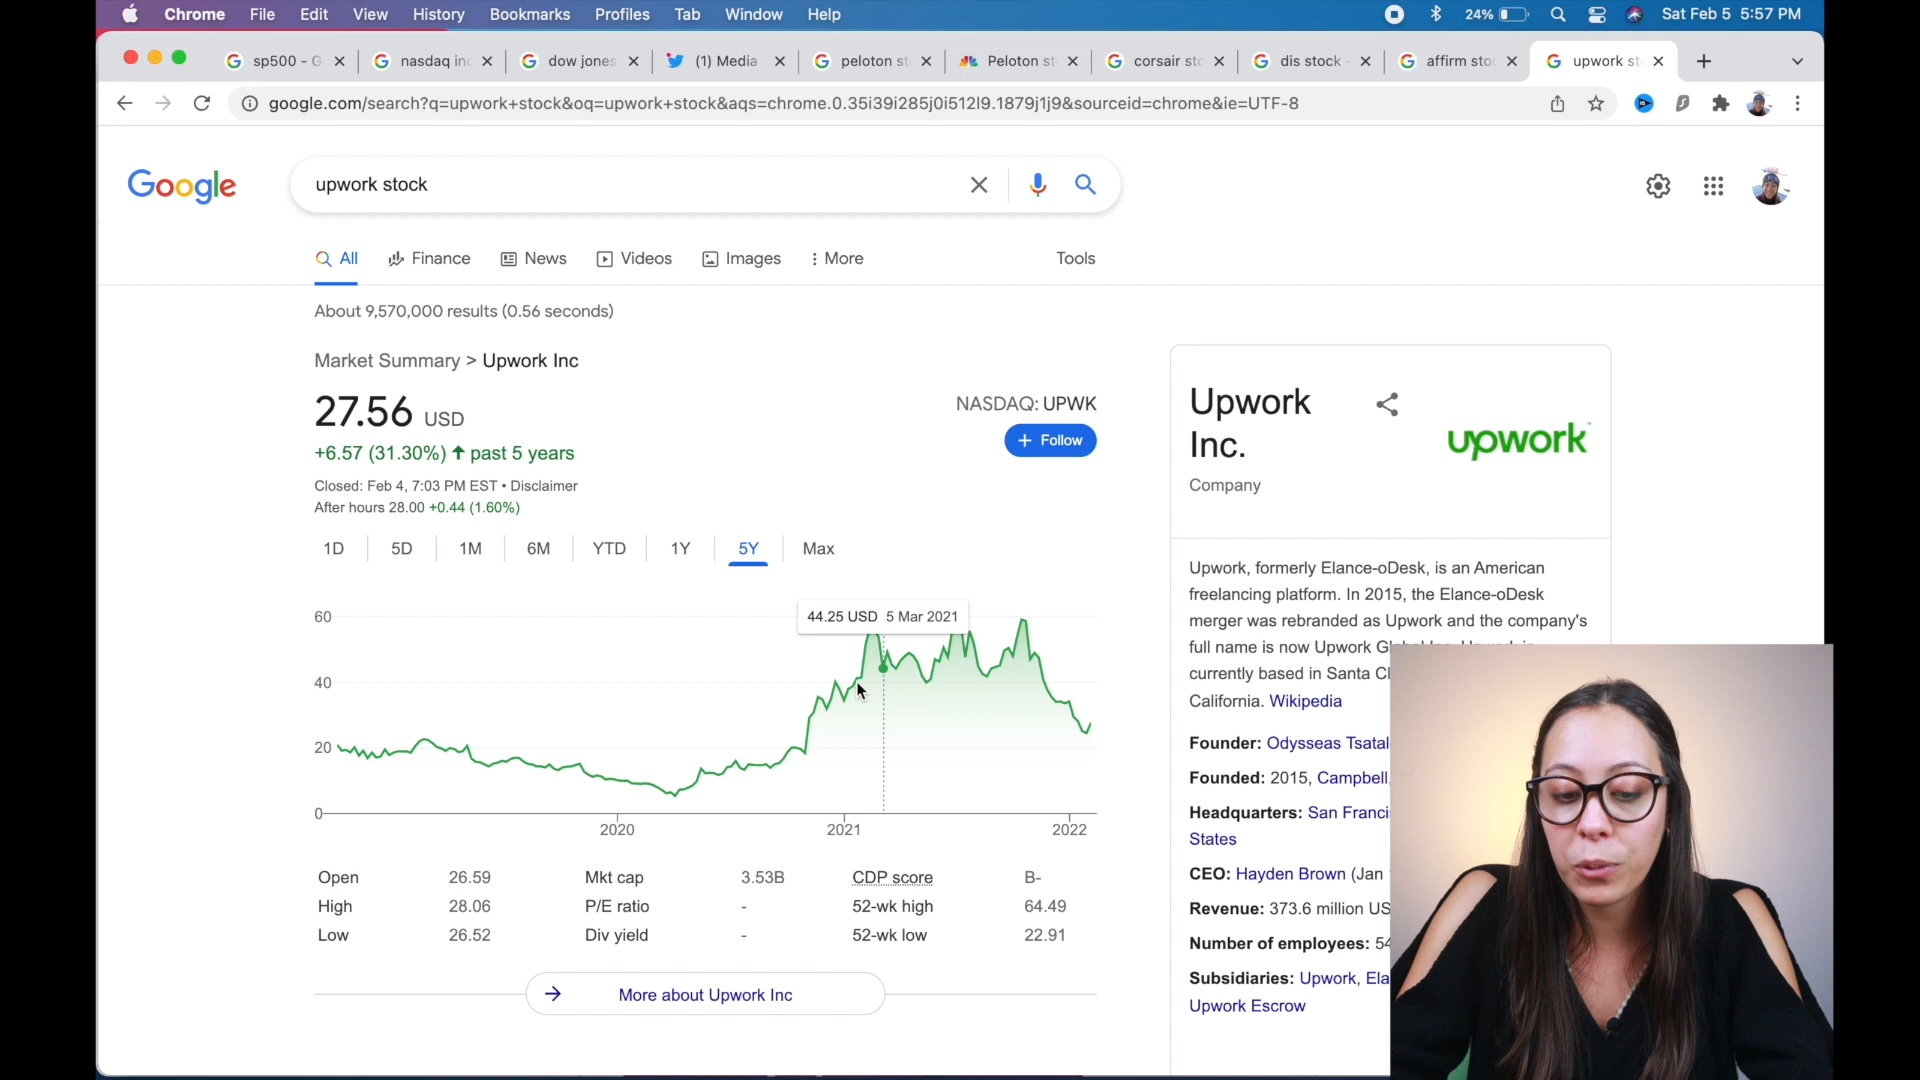 Chrome File Edit View History Bookmarks Profiles Tab Window Help 24% Sat Feb 5 5:57 PM
sp500 - G nasdaq in dow jones (1) Media peloton st Peloton st corsair sto dis stock - affirm sto upwork st
google.com/search?q=upwork+stock&oq=upwork+stock&aqs=chrome.0.35i39i285j0i512l9.1879j1j9&sourceid=chrome&ie=UTF-8
Google
upwork stock
All Finance News Videos Images More Tools
About 9,570,000 results (0.56 seconds)
Market Summary > Upwork Inc
27.56 USD
+6.57 (31.30%) past 5 years
Closed: Feb 4, 7:03 PM EST • Disclaimer
After hours 28.00 +0.44 (1.60%)
NASDAQ: UPWK
+ Follow
1D 5D 1M 6M YTD 1Y 5Y Max
44.25 USD 5 Mar 2021
60
40
20
0
2020 2021 2022
Open 26.59 Mkt cap 3.53B CDP score B-
High 28.06 P/E ratio - 52-wk high 64.49
Low 26.52 Div yield - 52-wk low 22.91
More about Upwork Inc
Upwork
Inc.
Company
upwork
Upwork, formerly Elance-oDesk, is an American
freelancing platform. In 2015, the Elance-oDesk
merger was rebranded as Upwork and the company's
full name is now Upwork
currently based in Santa
California. Wikipedia
Founder: Odysseas
Founded: 2015, Campbell,
Headquarters: San
States
CEO: Hayden Brown (Jan
Revenue: 373.6 million
Number of employees:
Subsidiaries: Upwork,
Upwork Escrow